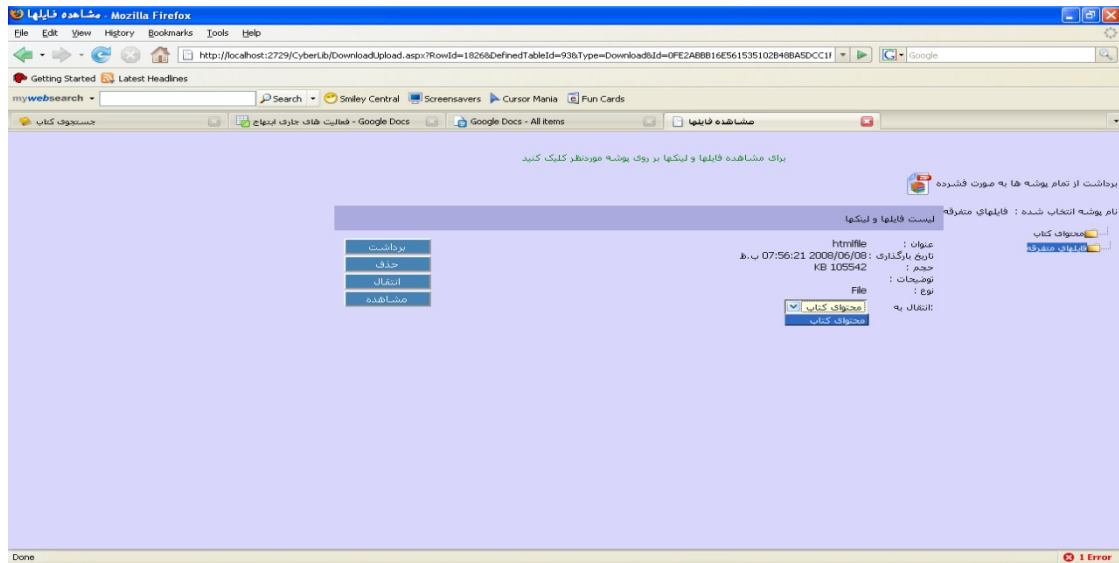 مشاهده فایلها - Mozilla Firefox
File Edit View History Bookmarks Tools Help
http://localhost:2729/CyberLib/DownloadUpload.aspx?RowId=1826&DefinedTableId=93&Type=Download&Id=0FE2ABBB16E561535102B48BA5DCC1F
Google
Getting Started Latest Headlines
mywebsearch Search Smiley Central Screensavers Cursor Mania Fun Cards
جستجوی کتاب
فعالیت های جاری ابتهاج - Google Docs
Google Docs - All items
مشاهده فایلها
برای مشاهده فایلها و لینکها بر روی پوشه موردنظر کلیک کنید
برداشت از تمام پوشه ها به صورت فشرده
نام پوشه انتخاب شده : فایلهای متفرقه
محتوای کتاب
فایلهای متفرقه
لیست فایلها و لینکها
عنوان : htmlfile
تاریخ بارگذاری : 2008/06/08 07:56:21 ب.ظ
حجم : 105542 KB
توضیحات :
نوع : File
انتقال به: محتوای کتاب
محتوای کتاب
برداشت
حذف
انتقال
مشاهده
Done
1 Error